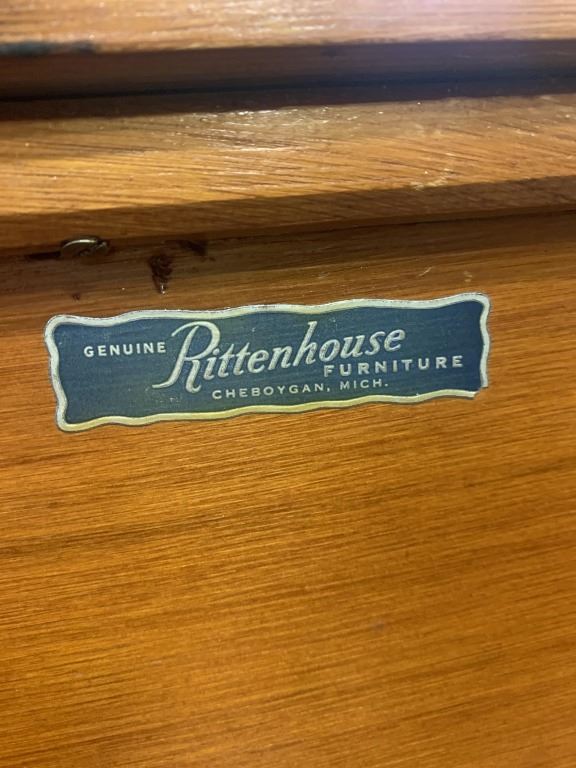 GENUINE Rittenhouse
FURNITURE
CHEBOYGAN, MICH.